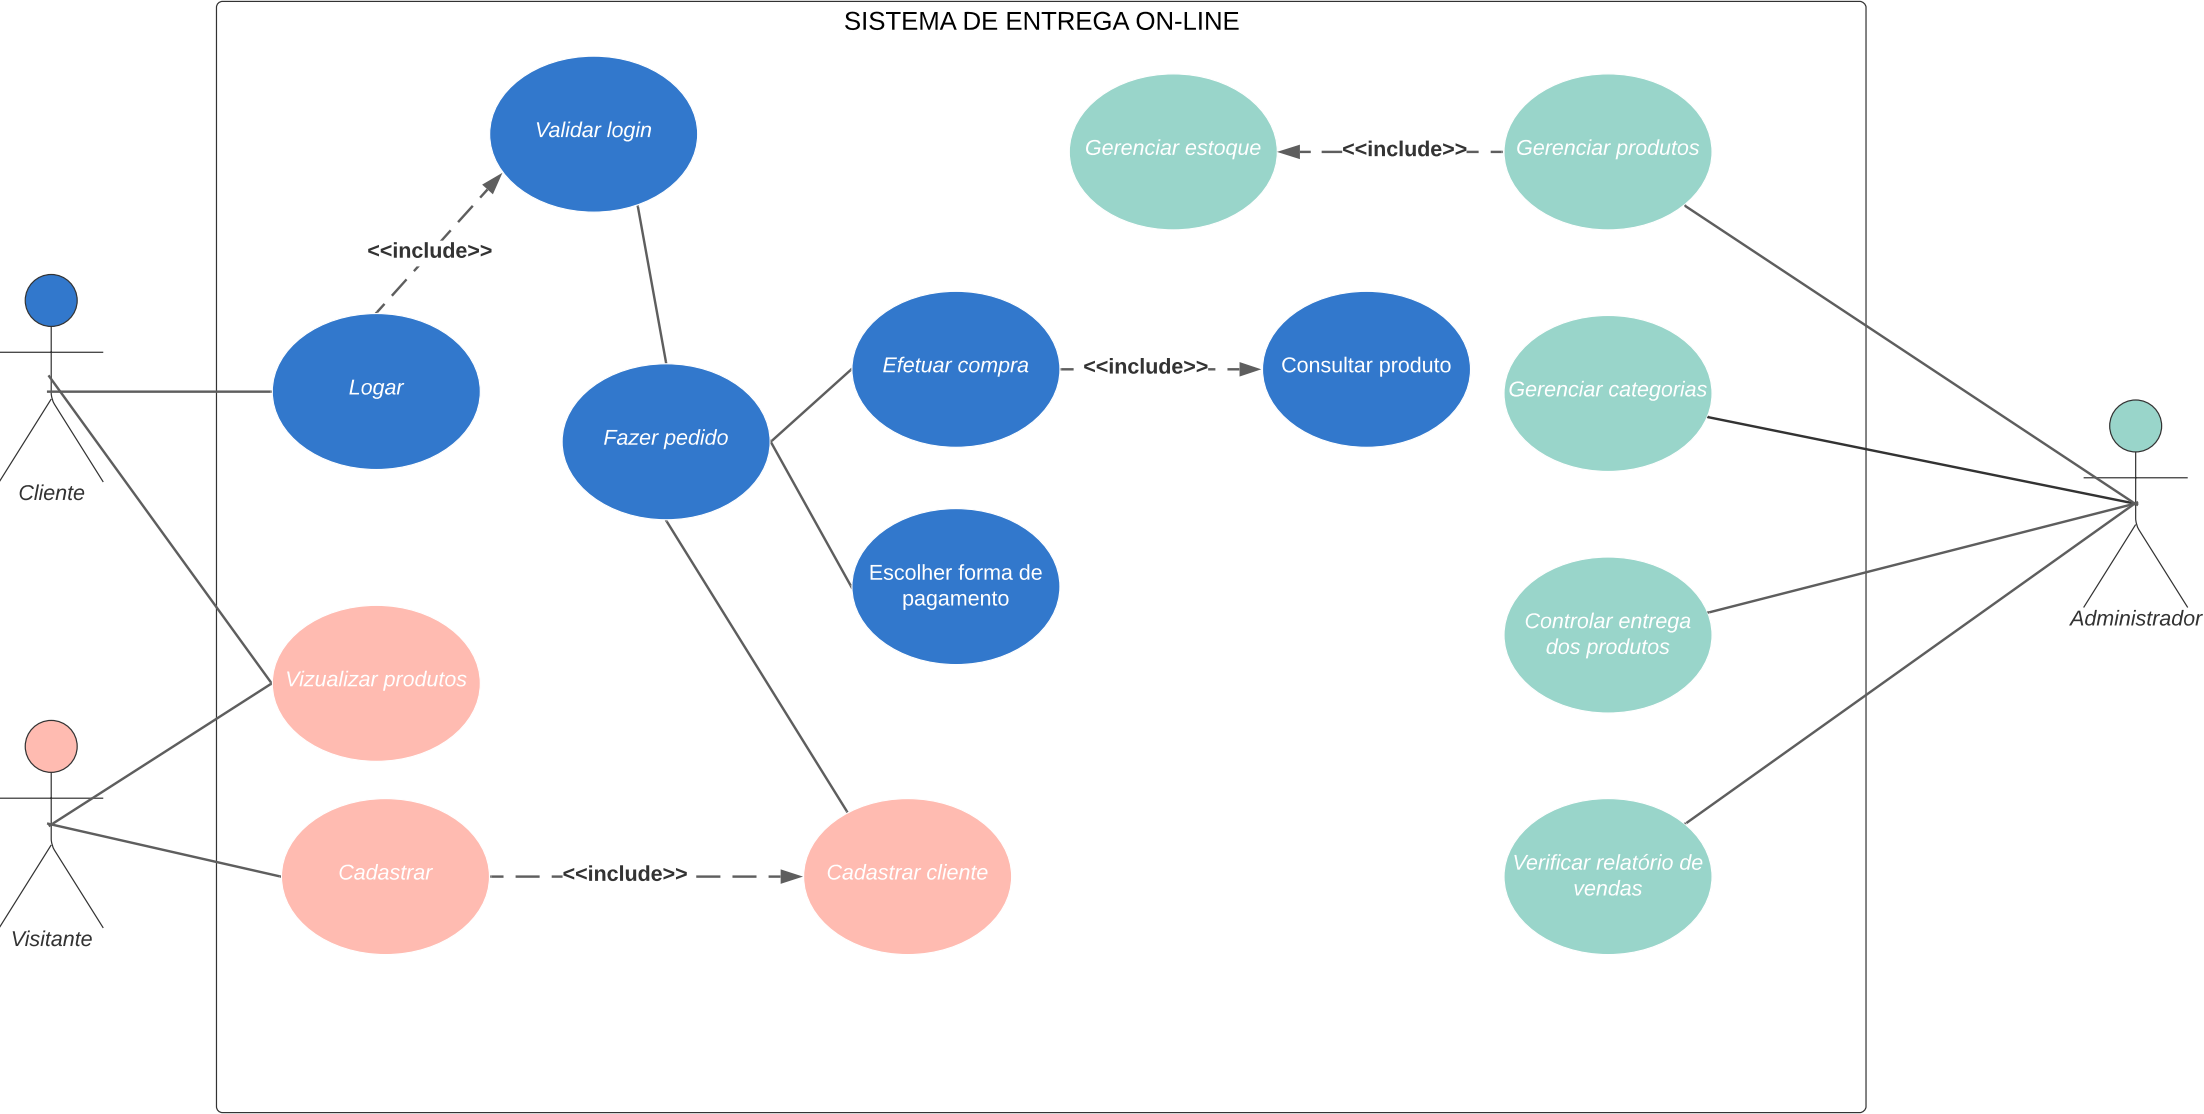 SISTEMA DE ENTREGA ON-LINE
Validar login
Gerenciar estoque
<<include>>
Gerenciar produtos
<<include>>
Logar
Cliente
Fazer pedido
Efetuar compra
<<include>>
Consultar produto
Gerenciar categorias
Escolher forma de
pagamento
Controlar entrega
dos produtos
Administrador
Vizualizar produtos
Visitante
Cadastrar
<<include>>
Cadastrar cliente
Verificar relatório de
vendas